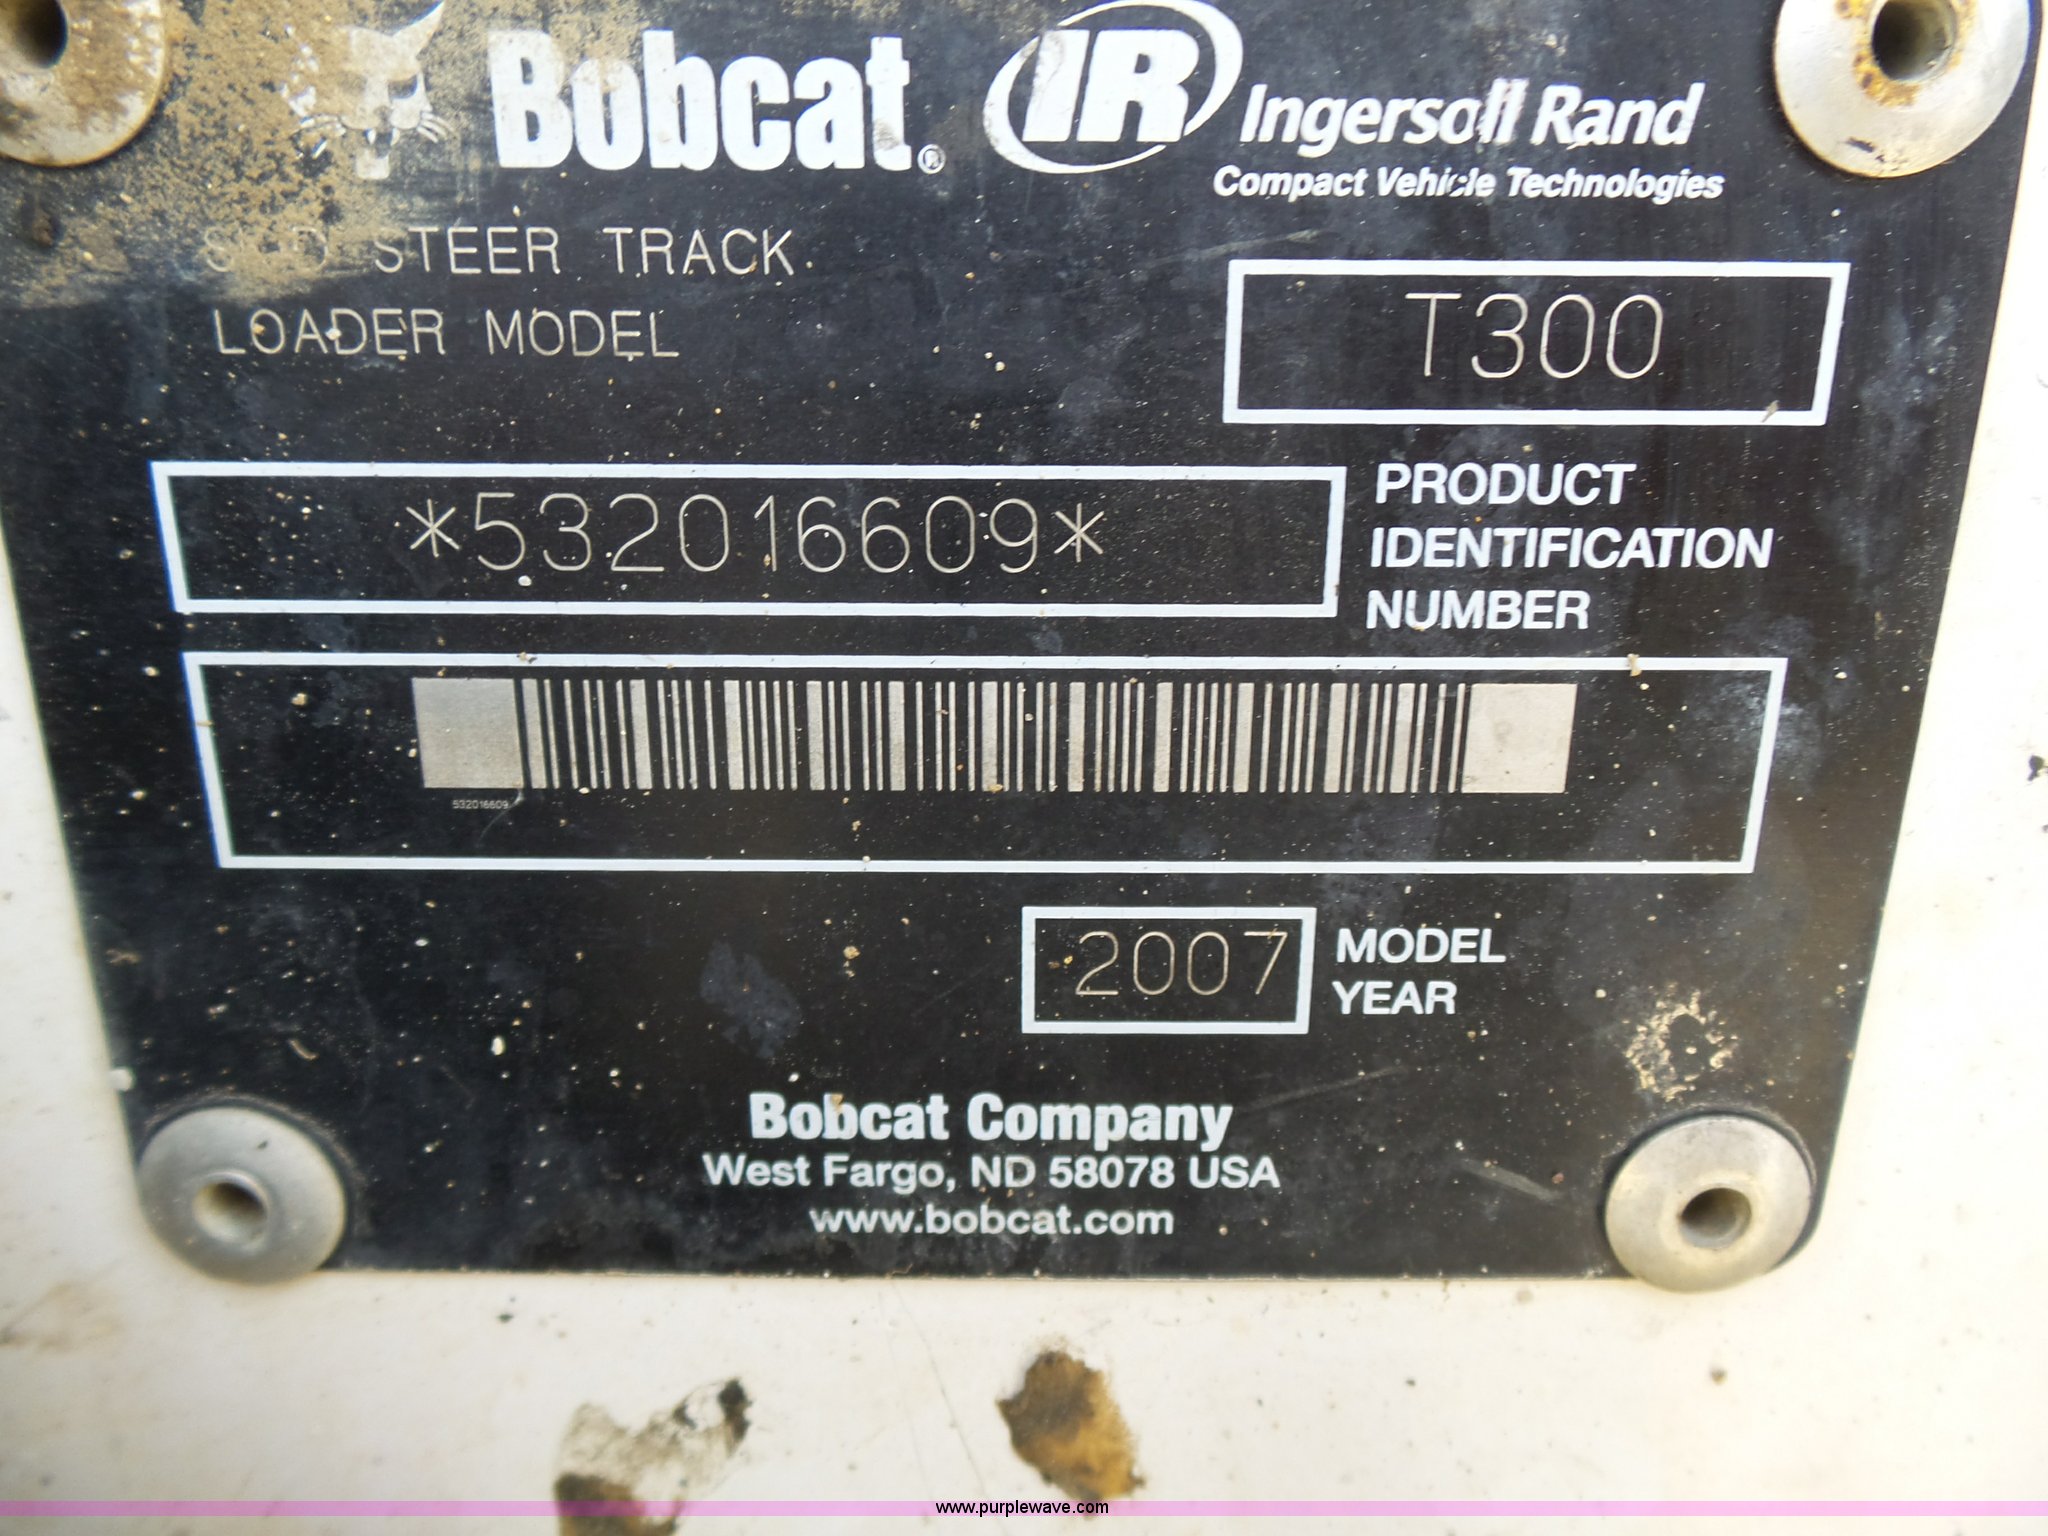 Bobcat® IR Ingersoll Rand
Compact Vehicle Technologies
STEER TRACK
LOADER MODEL
T300
*532016609*
PRODUCT
IDENTIFICATION
NUMBER
532016609
2007
MODEL
YEAR
Bobcat Company
West Fargo, ND 58078 USA
www.bobcat.com
www.purplewave.com